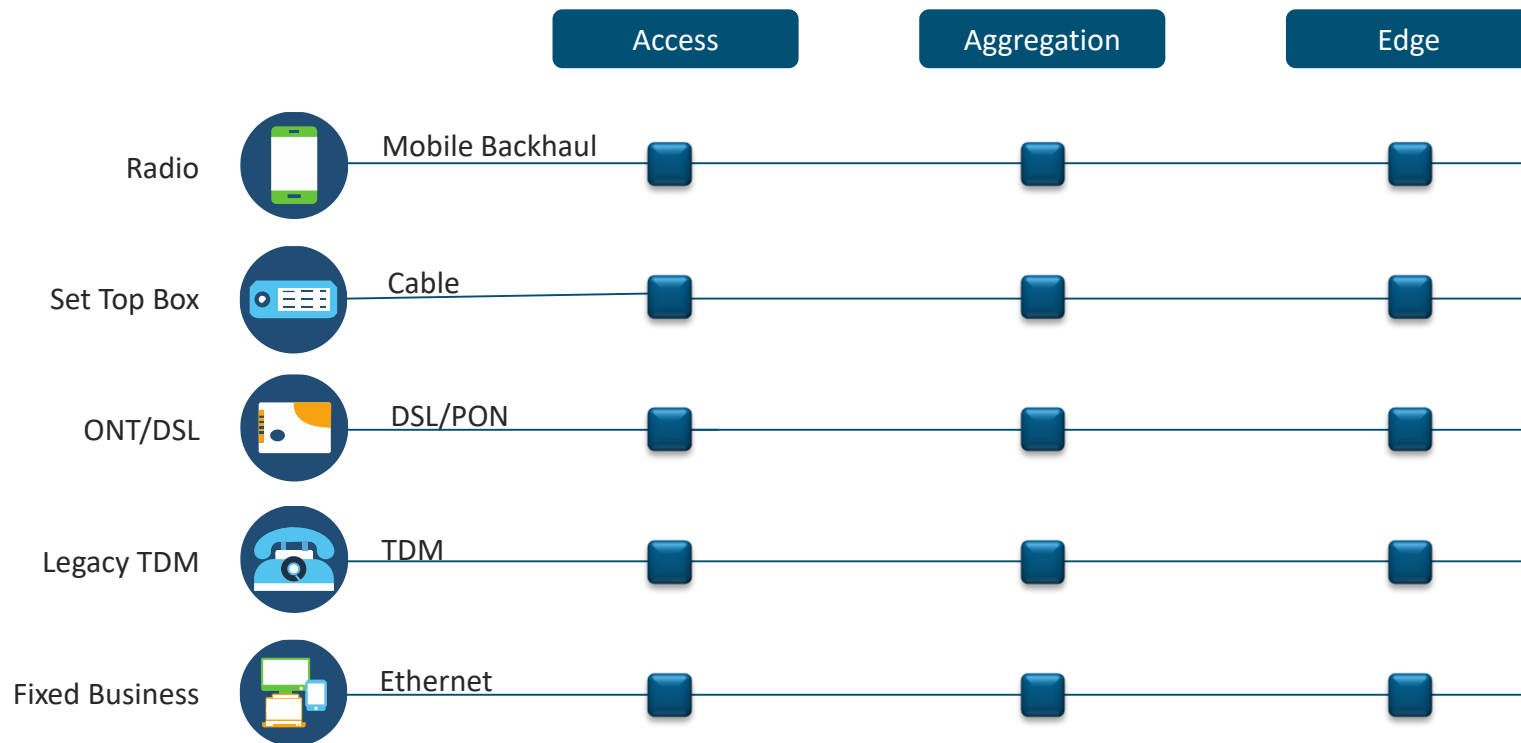 Access
Aggregation
Edge
Radio
Mobile Backhaul
Set Top Box
Cable
ONT/DSL
DSL/PON
Legacy TDM
TDM
Fixed Business
Ethernet